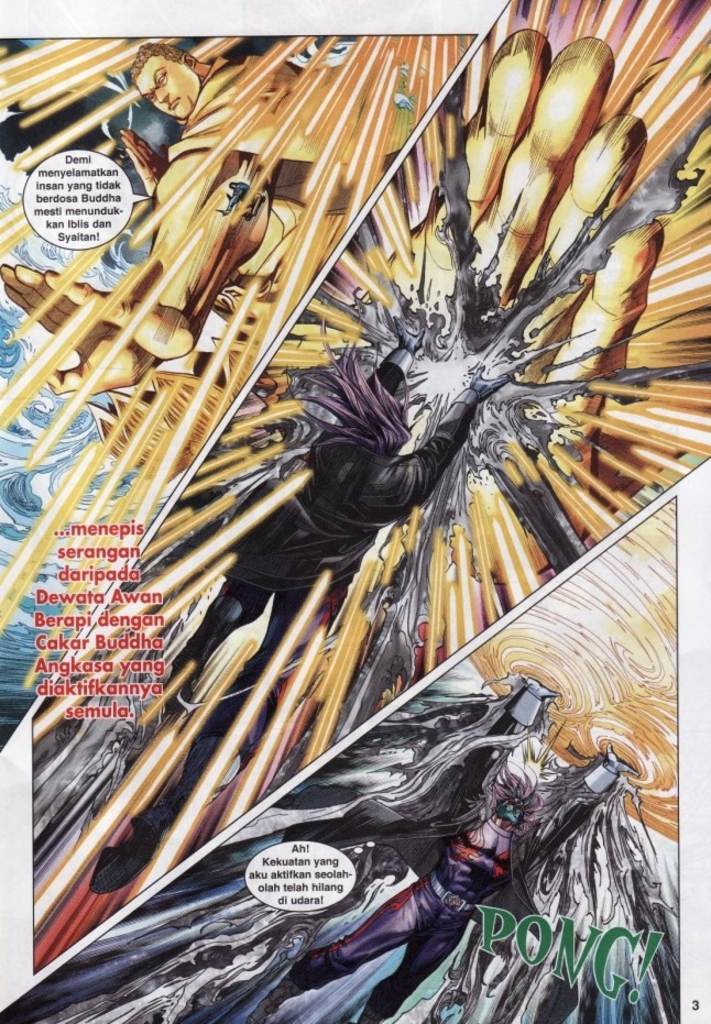 Demi
menyelamatkan
insan yang tidak
berdosa Buddha
mesti menunduk-
kan Iblis dan
Syaitan!
...menepis
serangan
daripada
Dewata Awan
Berapi dengan
Cakar Buddha
Angkasa yang
diaktifkannya
semula.
Ah!
Kekuatan yang
aku aktifkan seolah-
olah telah hilang
di udara!
PONG!
3